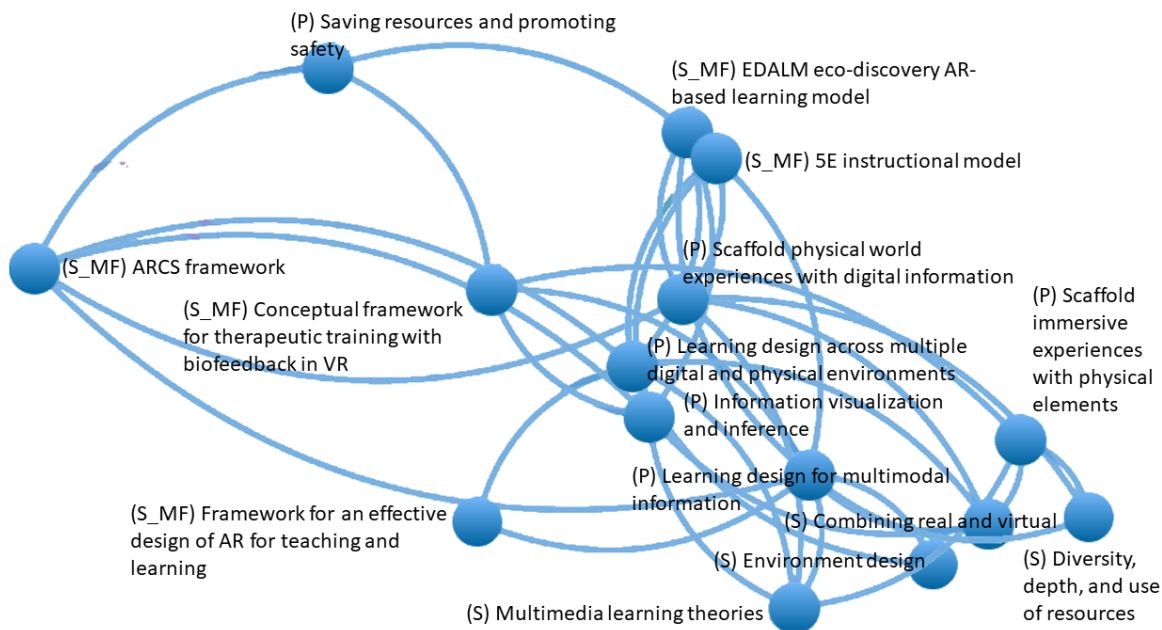 (P) Saving resources and promoting
safety
(S_MF) EDALM eco-discovery AR-
based learning model
(S_MF) 5E instructional model
(S_MF) ARCS framework
(P) Scaffold physical world
experiences with digital information
(S_MF) Conceptual framework
for therapeutic training with
biofeedback in VR
(P) Scaffold
immersive
experiences
with physical
elements
(P) Learning design across multiple
digital and physical environments
(P) Information visualization
and inference
(P) Learning design for multimodal
information
(S_MF) Framework for an effective
design of AR for teaching and
learning
(S) Combining real and virtual
(S) Environment design
(S) Diversity,
depth, and use
of resources
(S) Multimedia learning theories